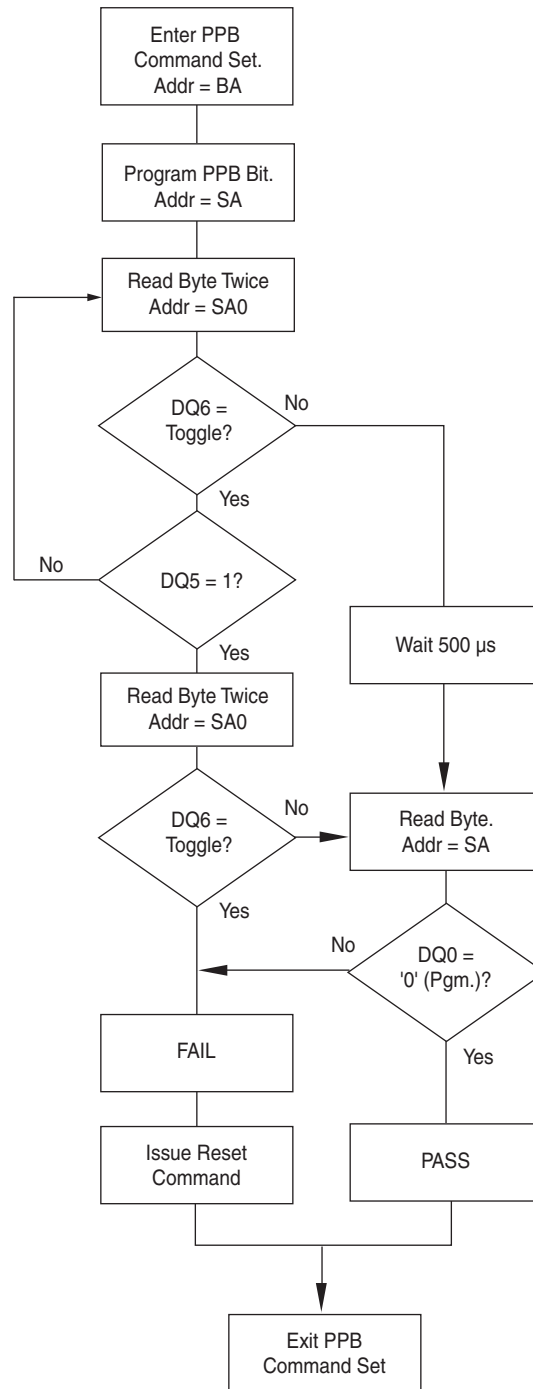 Enter PPB
Command Set.
Addr = BA
Program PPB Bit.
Addr = SA
Read Byte Twice
Addr = SA0
DQ6 =
Toggle?
No
Yes
DQ5 = 1?
No
Yes
Wait 500 µs
Read Byte Twice
Addr = SA0
DQ6 =
Toggle?
No
Yes
Read Byte.
Addr = SA
DQ0 =
'0' (Pgm.)?
No
Yes
FAIL
Issue Reset
Command
PASS
Exit PPB
Command Set